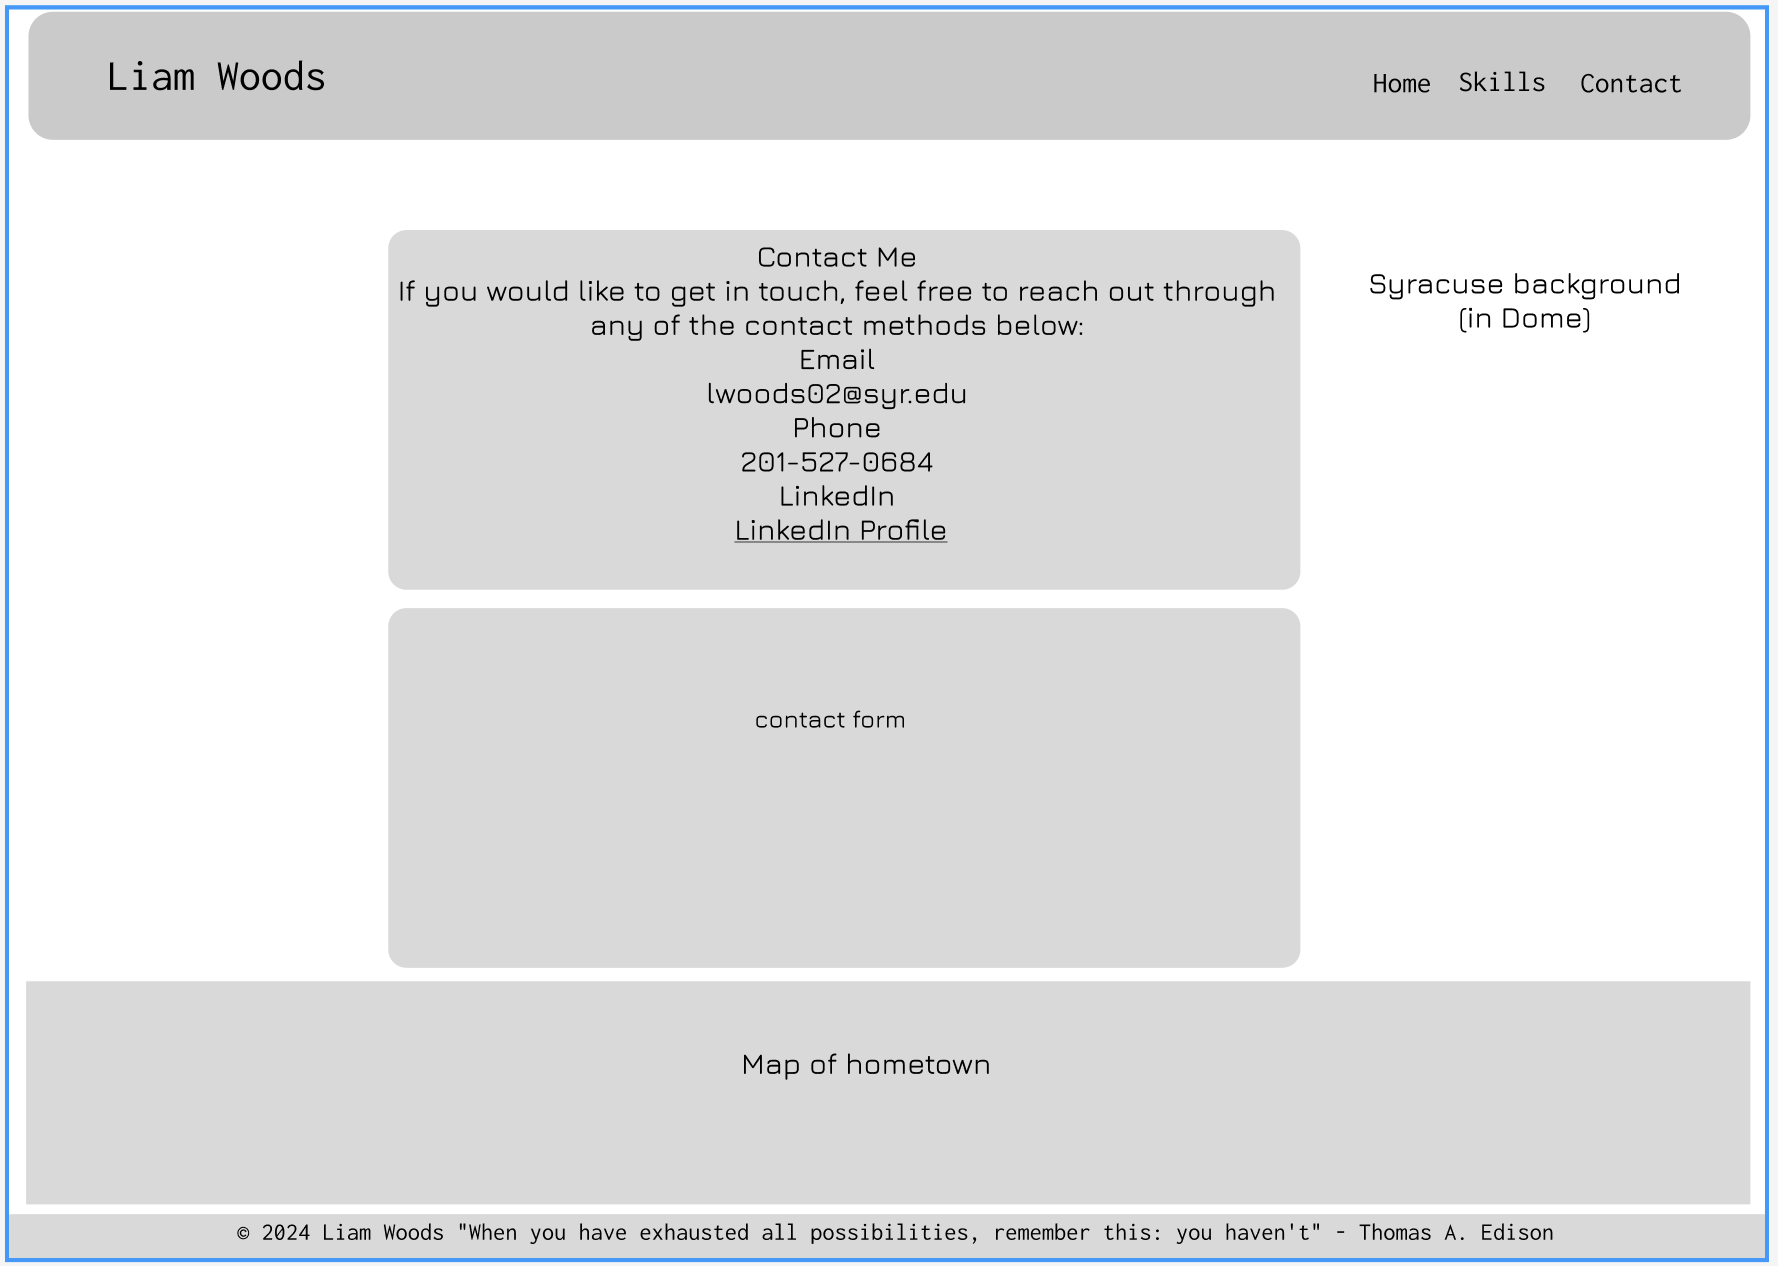 Liam Woods
Home Skills Contact
Contact Me
If you would like to get in touch, feel free to reach out through
any of the contact methods below:
Email
lwoods02@syr.edu
Phone
201-527-0684
LinkedIn
LinkedIn Profile
Syracuse background
(in Dome)
contact form
Map of hometown
© 2024 Liam Woods "When you have exhausted all possibilities, remember this: you haven't" - Thomas A. Edison